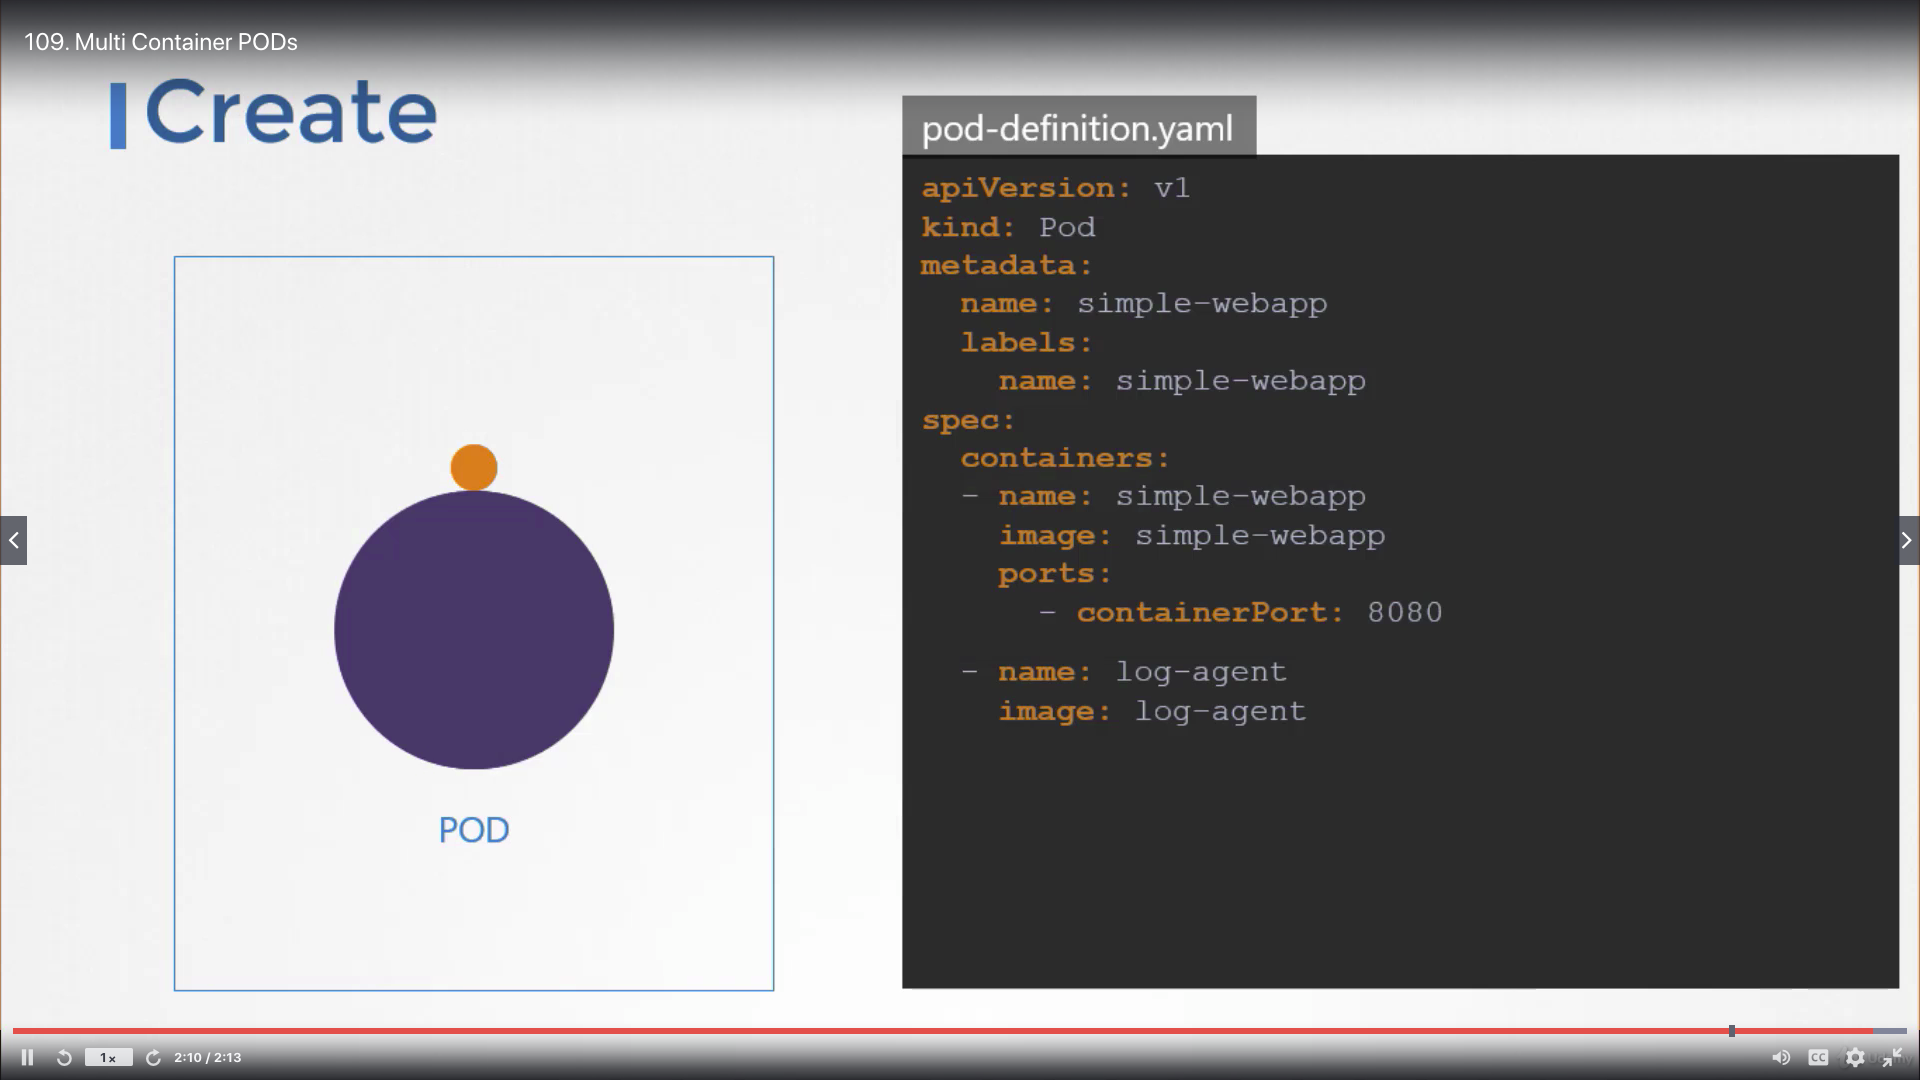 109. Multi Container PODs
Create
pod-definition.yaml
apiVersion: v1
kind: Pod
metadata:
  name: simple-webapp
  labels:
    name: simple-webapp
spec:
  containers:
  - name: simple-webapp
    image: simple-webapp
    ports:
      - containerPort: 8080
  - name: log-agent
    image: log-agent
POD
1x
2:10 / 2:13
CC